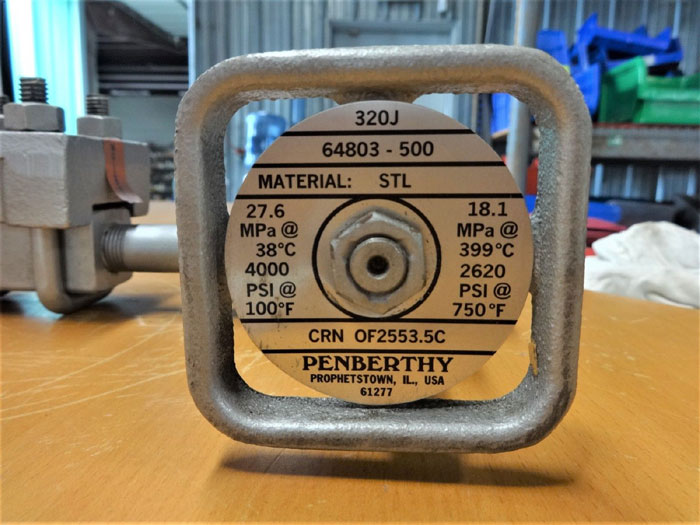 320J
64803 - 500
MATERIAL: STL
27.6
MPa @
38°C
4000
PSI @
100°F
18.1
MPa @
399°C
2620
PSI @
750°F
CRN OF2553.5C
PENBERTHY
PROPHETSTOWN, IL., USA
61277